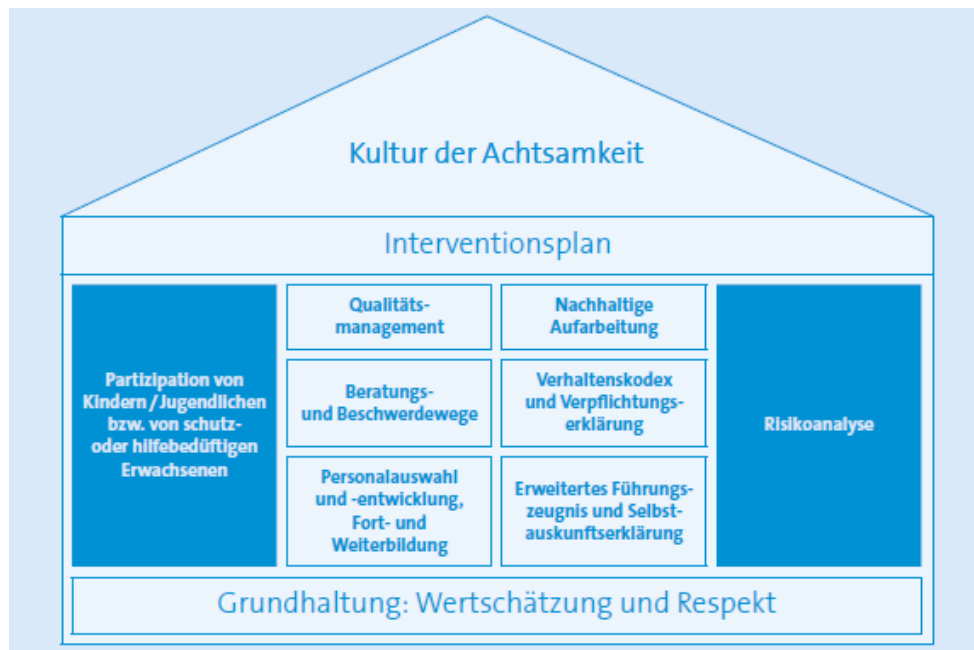 Kultur der Achtsamkeit
Interventionsplan
Partizipation von
Kindern / Jugendlichen
bzw. von schutz-
oder hilfebedüftigen
Erwachsenen
Qualitäts-
management
Nachhaltige
Aufarbeitung
Beratungs-
und Beschwerdewege
Verhaltenskodex
und Verpflichtungs-
erklärung
Personalauswahl
und -entwicklung,
Fort- und
Weiterbildung
Erweitertes Führungs-
zeugnis und Selbst-
auskunftserklärung
Risikoanalyse
Grundhaltung: Wertschätzung und Respekt